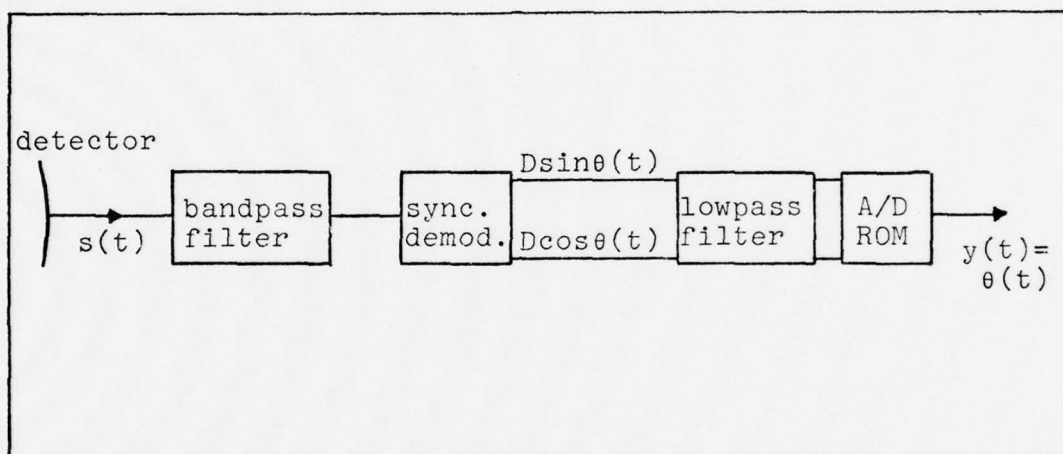 detector
s(t)
bandpass
filter
sync.
demod.
Dsinθ(t)
Dcosθ(t)
lowpass
filter
A/D
ROM
y(t)=
θ(t)